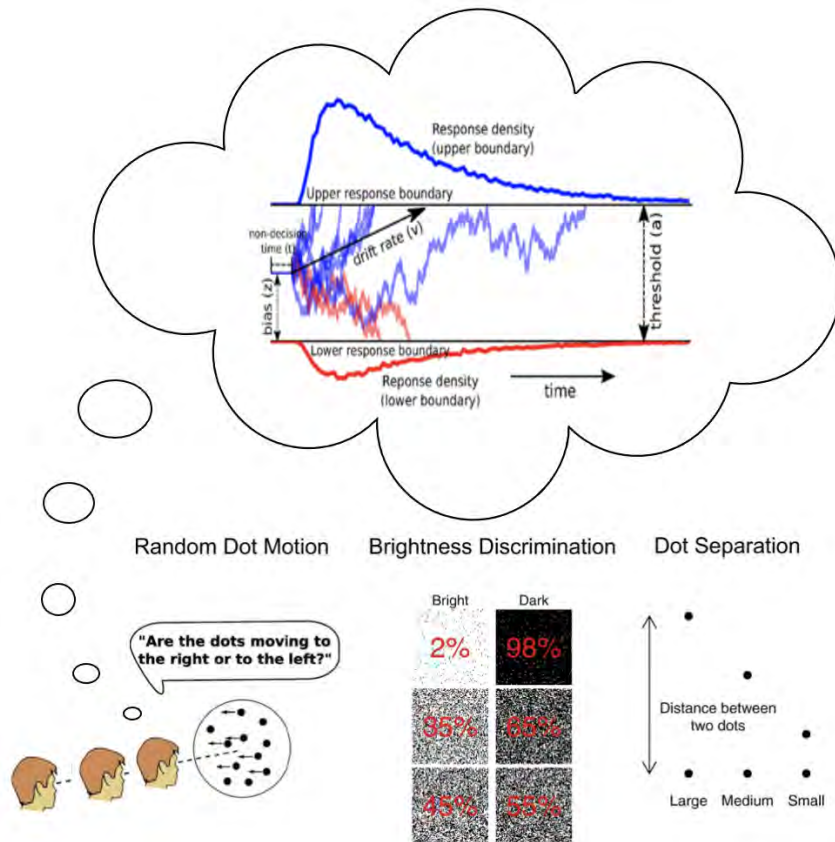 Response density
(upper boundary)
Upper response boundary
non-decision
time (t)
drift rate (v)
bias (z)
threshold (a)
Lower response boundary
Reponse density
(lower boundary)
time
Random Dot Motion
Brightness Discrimination
Dot Separation
"Are the dots moving to
the right or to the left?"
Bright
Dark
2%
98%
35%
65%
45%
55%
Distance between
two dots
Large
Medium
Small